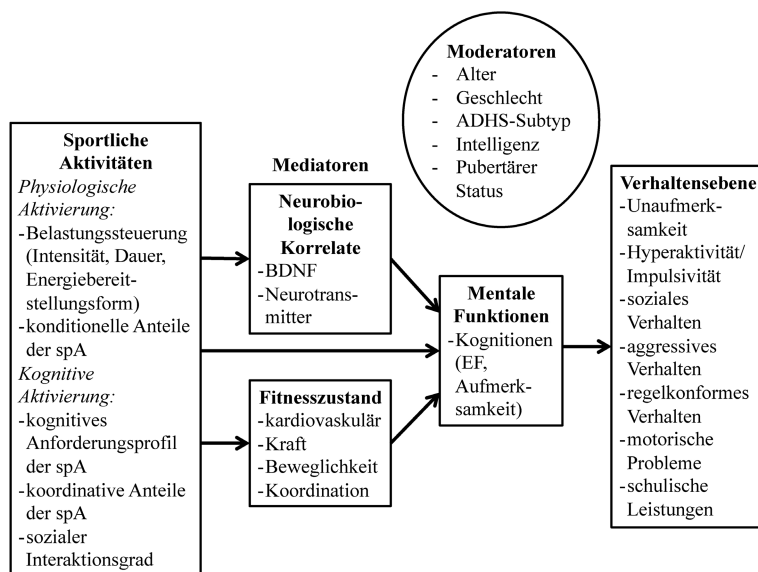 Moderatoren
- Alter
- Geschlecht
- ADHS-Subtyp
- Intelligenz
- Pubertärer
Status
Sportliche
Aktivitäten
Physiologische
Aktivierung:
-Belastungssteuerung
(Intensität, Dauer,
Energiebereit-
stellungsform)
-konditionelle Anteile
der spA
Kognitive
Aktivierung:
-kognitives
Anforderungsprofil
der spA
-koordinative Anteile
der spA
-sozialer
Interaktionsgrad
Mediatoren
Neurobio-
logische
Korrelate
-BDNF
-Neurotrans-
mitter
Fitnesszustand
-kardiovaskulär
-Kraft
-Beweglichkeit
-Koordination
Mentale
Funktionen
-Kognitionen
(EF,
Aufmerk-
samkeit)
Verhaltensebene
-Unaufmerk-
samkeit
-Hyperaktivität/
Impulsivität
-soziales
Verhalten
-aggressives
Verhalten
-regelkonformes
Verhalten
-motorische
Probleme
-schulische
Leistungen